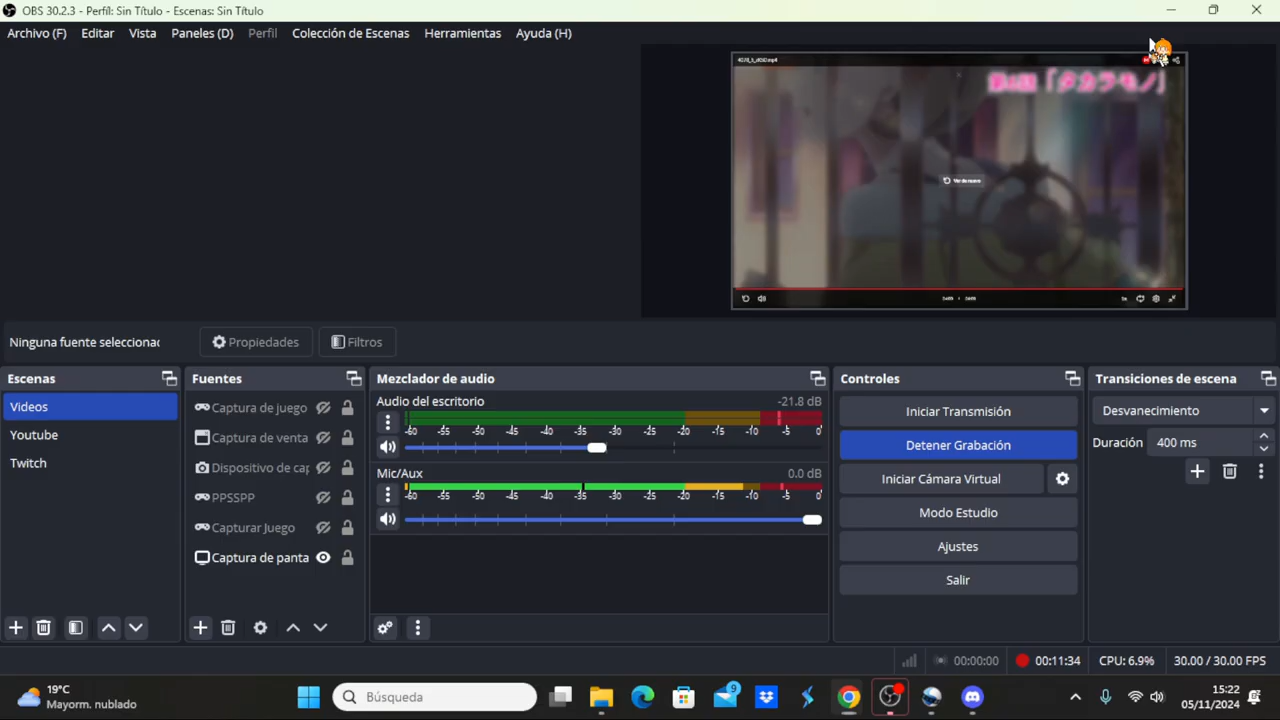 OBS 30.2.3 - Perfil: Sin Título - Escenas: Sin Título
Archivo (F) Editar Vista Paneles (D) Perfil Colección de Escenas Herramientas Ayuda (H)
Ver de nuevo
Ninguna fuente seleccionac Propiedades Filtros
Escenas
Videos
Youtube
Twitch
Fuentes
Captura de juego
Captura de venta
Dispositivo de cap
PPSSPP
Capturar Juego
Captura de panta
Mezclador de audio
Audio del escritorio -21.8 dB
-60 -55 -50 -45 -40 -35 -30 -25 -20 -15 -10 -5 0
Mic/Aux 0.0 dB
-60 -55 -50 -45 -40 -35 -30 -25 -20 -15 -10 -5 0
Controles
Iniciar Transmisión
Detener Grabación
Iniciar Cámara Virtual
Modo Estudio
Ajustes
Salir
Transiciones de escena
Desvanecimiento
Duración 400 ms
00:00:00 00:11:34 CPU: 6.9% 30.00 / 30.00 FPS
19°C
Mayorm. nublado
Búsqueda
9
15:22
05/11/2024